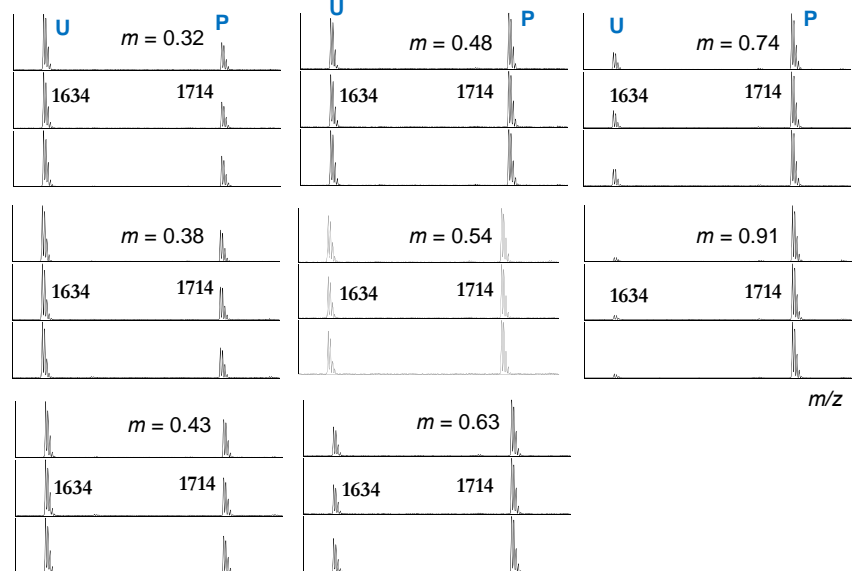 U P U P U P
m = 0.32 m = 0.48 m = 0.74
1634 1714 1634 1714 1634 1714
m = 0.38 m = 0.54 m = 0.91
1634 1714 1634 1714 1634 1714
m/z
m = 0.43 m = 0.63
1634 1714 1634 1714